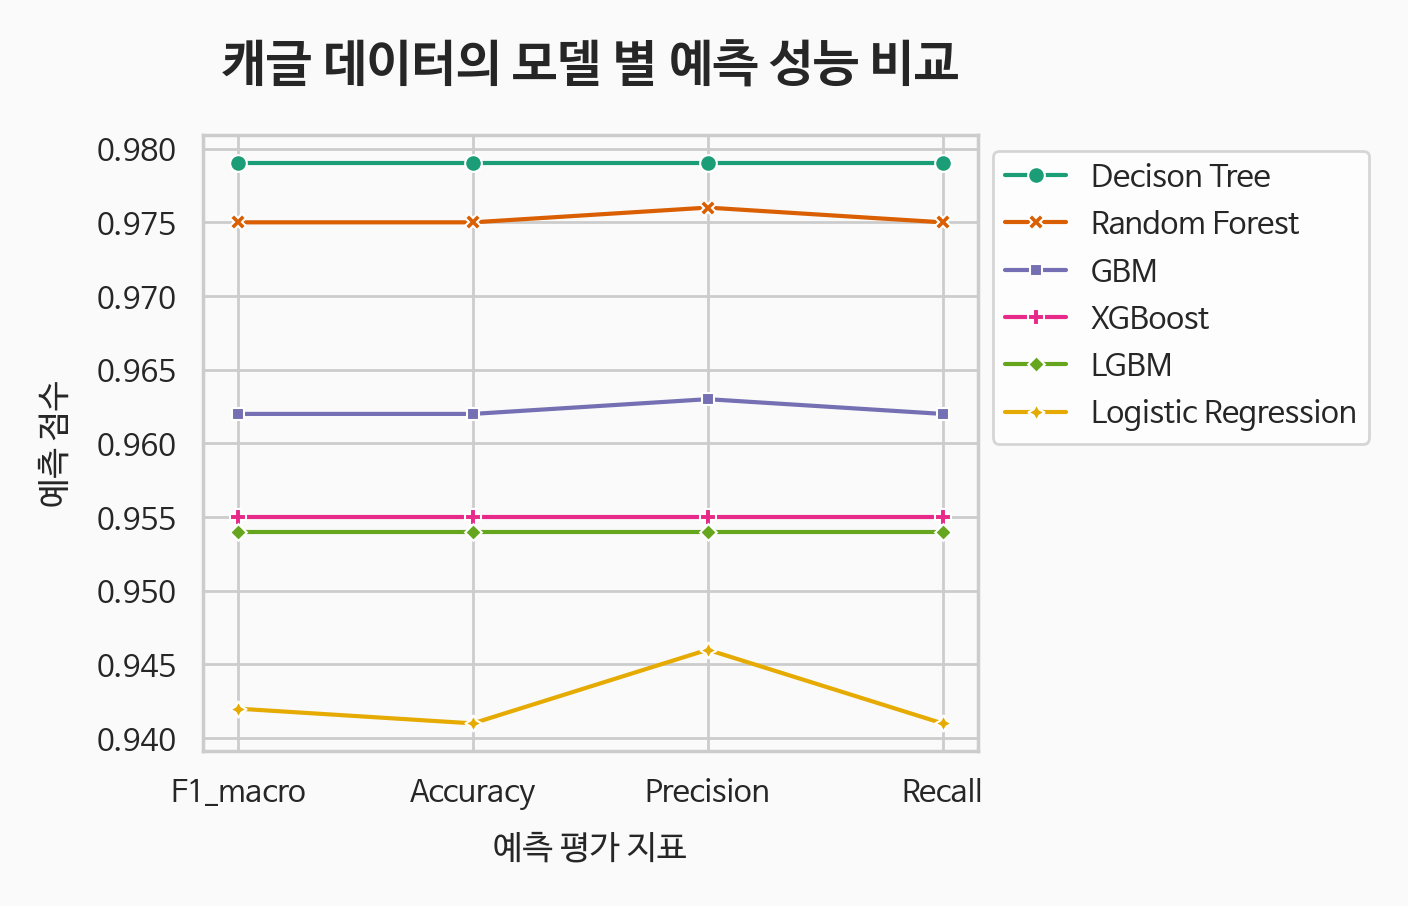 캐글 데이터의 모델 별 예측 성능 비교
0.980
0.975
0.970
0.965
0.960
0.955
0.950
0.945
0.940
예측 점수
F1_macro Accuracy Precision Recall
예측 평가 지표
Decison Tree
Random Forest
GBM
XGBoost
LGBM
Logistic Regression